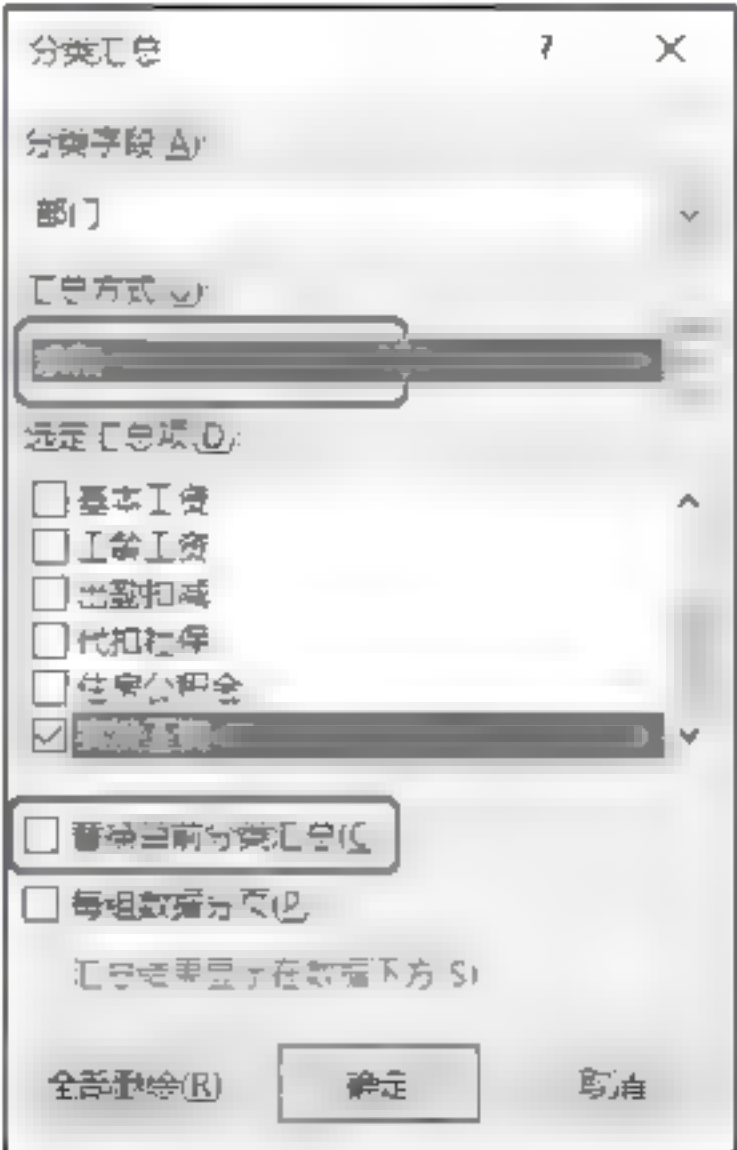 分类汇总 ? ×
分类字段(A):
部门
汇总方式(U):
选定汇总项(D):
基本工资
工龄工资
出勤扣减
代扣社保
住房公积金
替换当前分类汇总(C)
每组数据分页(P)
汇总结果显示在数据下方(S)
全部删除(R) 确定 取消